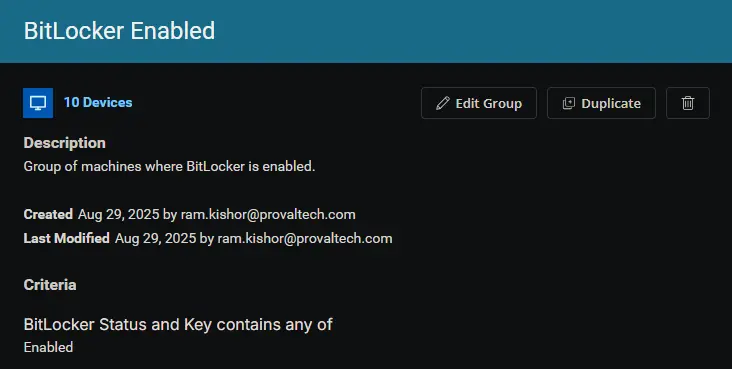 BitLocker Enabled
10 Devices
Edit Group
Duplicate
Description
Group of machines where BitLocker is enabled.
Created Aug 29, 2025 by ram.kishor@provaltech.com
Last Modified Aug 29, 2025 by ram.kishor@provaltech.com
Criteria
BitLocker Status and Key contains any of
Enabled